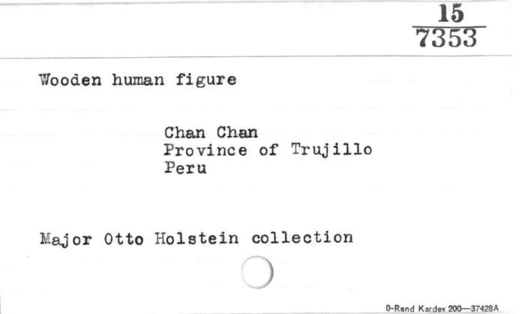 15
7353
Wooden human figure
Chan Chan
Province of Trujillo
Peru
Major Otto Holstein collection
0-Rand Kardex 200—37428A